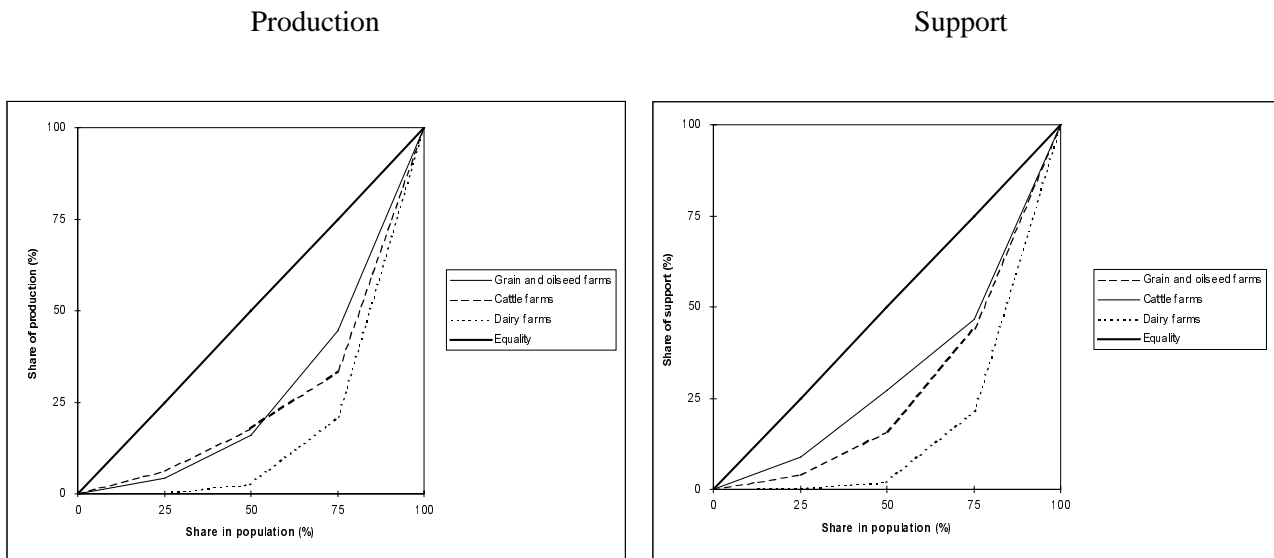 Production
Support
100
75
50
25
0
Share of production (%)
0
25
50
75
100
Share in population (%)
Grain and oilseed farms
Cattle farms
Dairy farms
Equality
100
75
50
25
0
Share of support (%)
0
25
50
75
100
Share in population (%)
Grain and oilseed farms
Cattle farms
Dairy farms
Equality